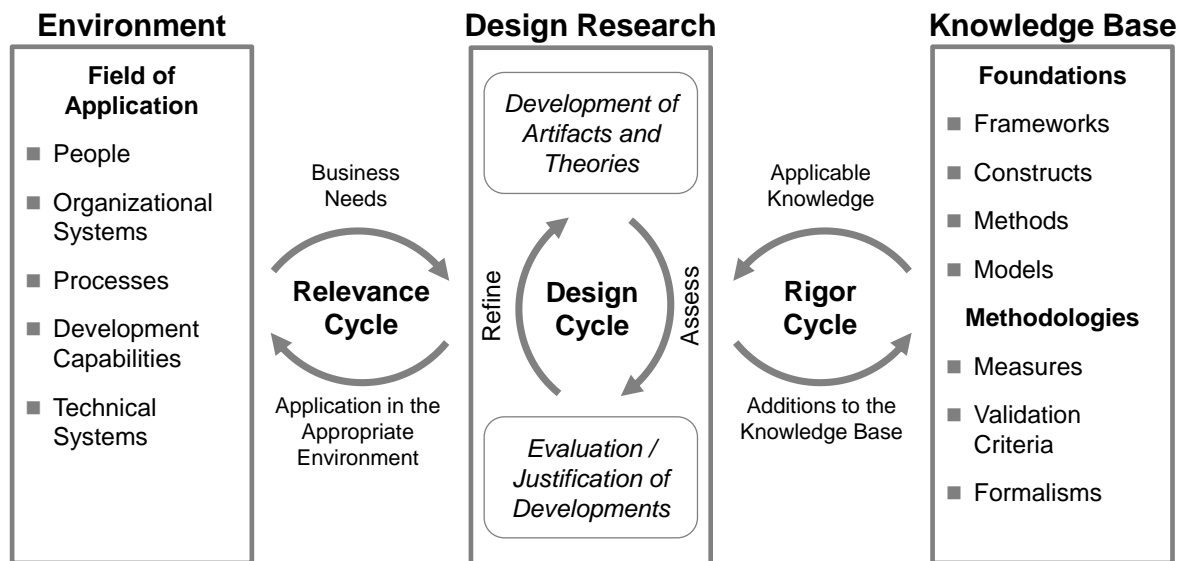 Environment
Field of
Application
People
Organizational
Systems
Processes
Development
Capabilities
Technical
Systems
Business
Needs
Relevance
Cycle
Application in the
Appropriate
Environment
Design Research
Development of
Artifacts and
Theories
Refine
Design
Cycle
Assess
Evaluation /
Justification of
Developments
Applicable
Knowledge
Rigor
Cycle
Additions to the
Knowledge Base
Knowledge Base
Foundations
Frameworks
Constructs
Methods
Models
Methodologies
Measures
Validation
Criteria
Formalisms